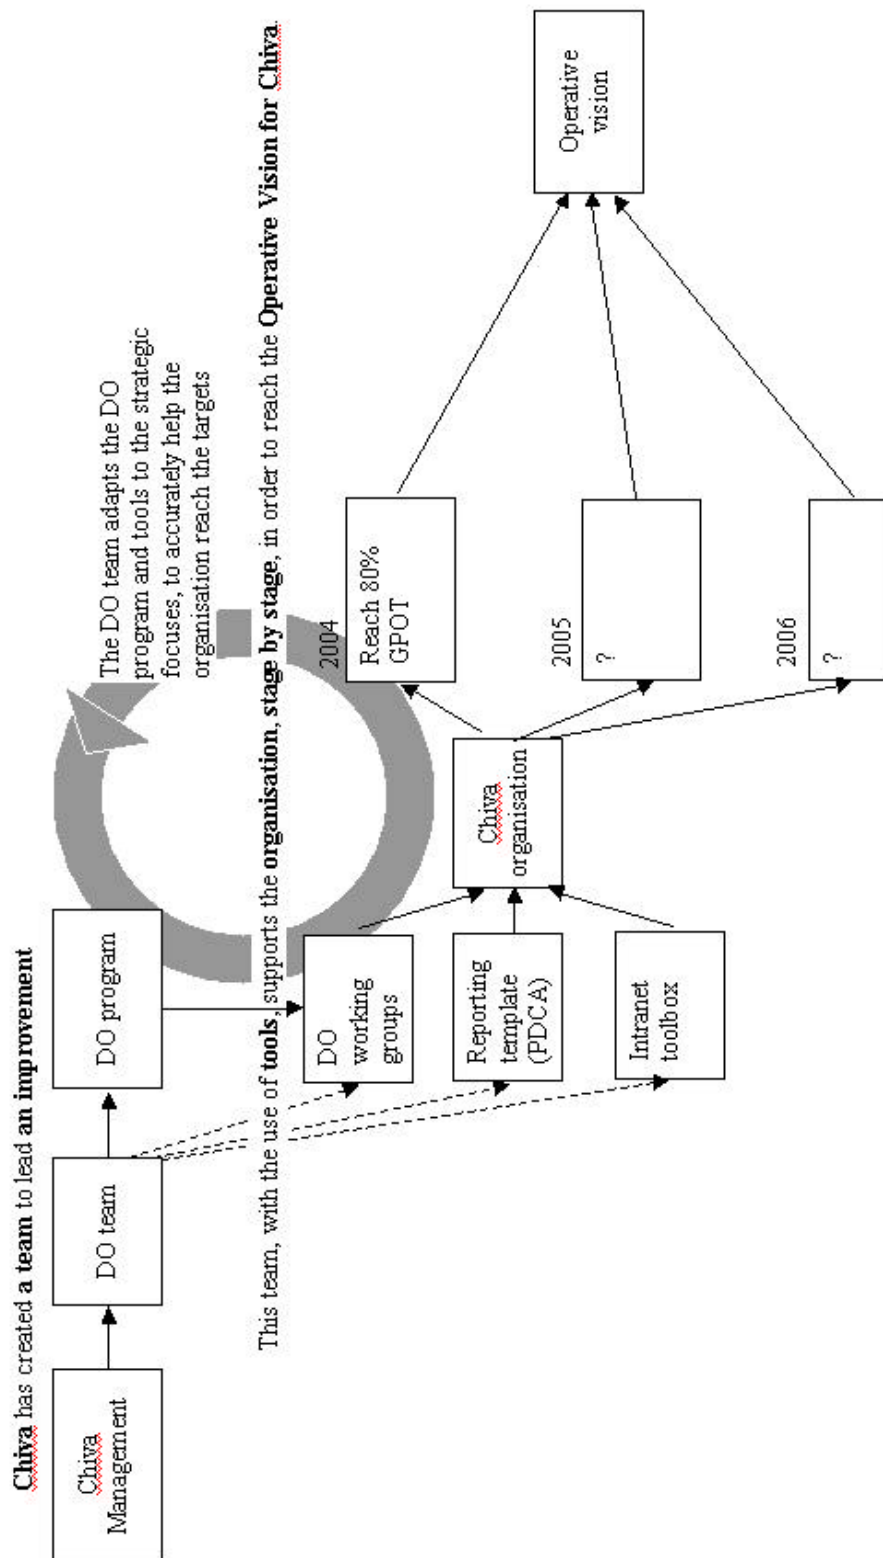 Chiva has created a team to lead an improvement
Chiva
Management
DO team
DO program
The DO team adapts the DO
program and tools to the strategic
focuses, to accurately help the
organisation reach the targets
This team, with the use of tools, supports the organisation, stage by stage, in order to reach the Operative Vision for Chiva.
DO
working
groups
Reporting
template
(PDCA)
Intranet
toolbox
Chiva
organisation
2004
Reach 80%
GPOT
2005
?
2006
?
Operative
vision